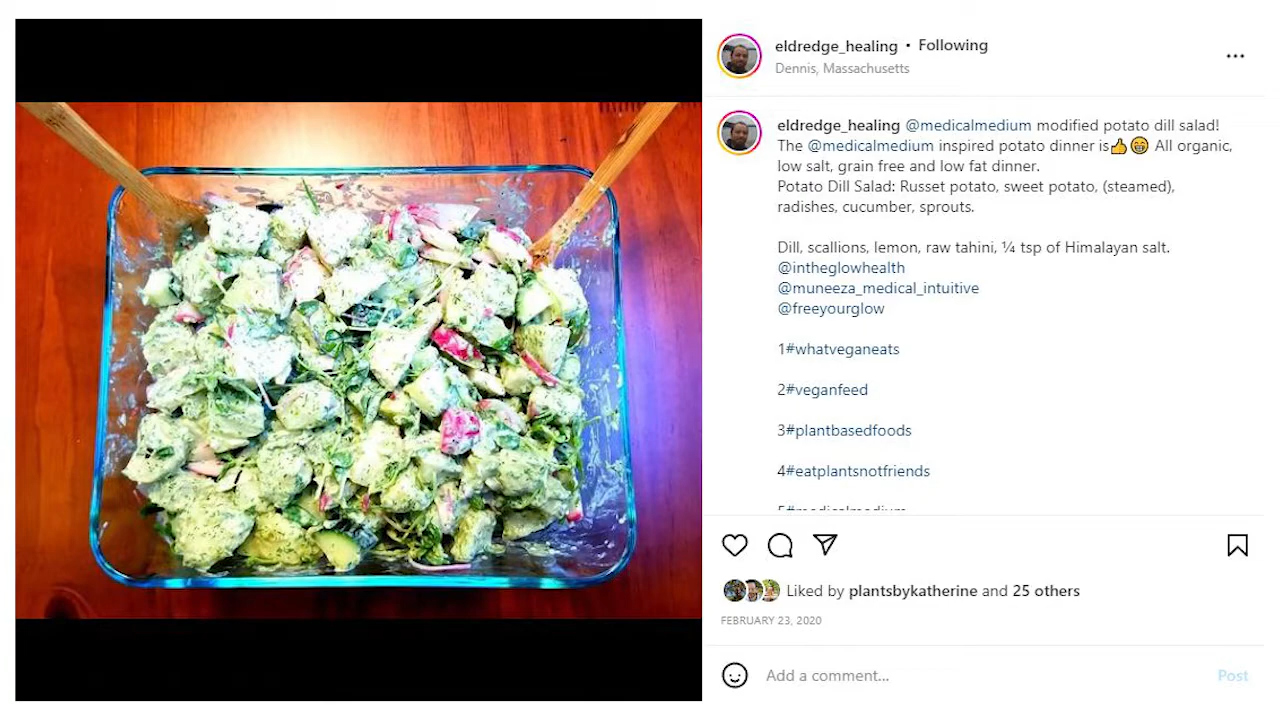 eldredge_healing • Following
Dennis, Massachusetts
eldredge_healing @medicalmedium modified potato dill salad!
The @medicalmedium inspired potato dinner is👍😁 All organic,
low salt, grain free and low fat dinner.
Potato Dill Salad: Russet potato, sweet potato, (steamed),
radishes, cucumber, sprouts.
Dill, scallions, lemon, raw tahini, ¼ tsp of Himalayan salt.
@intheglowhealth
@muneeza_medical_intuitive
@freeyourglow
1#whatveganeats
2#veganfeed
3#plantbasedfoods
4#eatplantsnotfriends
5#medicalmedium
Liked by plantsbykatherine and 25 others
FEBRUARY 23, 2020
Add a comment...
Post